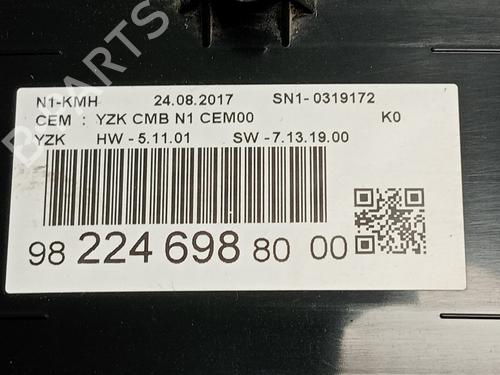 N1-KMH 24.08.2017 SN1- 0319172
CEM : YZK CMB N1 CEM00 K0
YZK HW - 5.11.01 SW -7.13.19.00
98 224 698 80 00
B PARTS